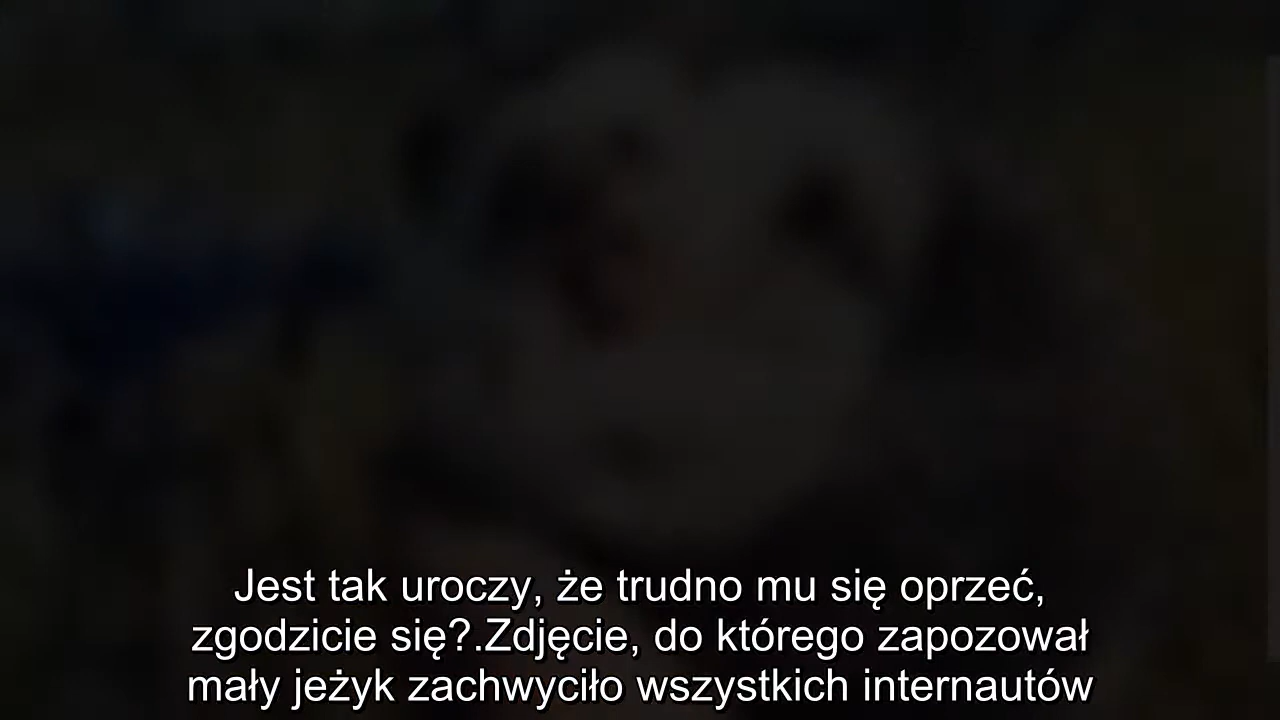 Jest tak uroczy, że trudno mu się oprzeć,
zgodzicie się?.Zdjęcie, do którego zapozował
mały jeżyk zachwyciło wszystkich internautów